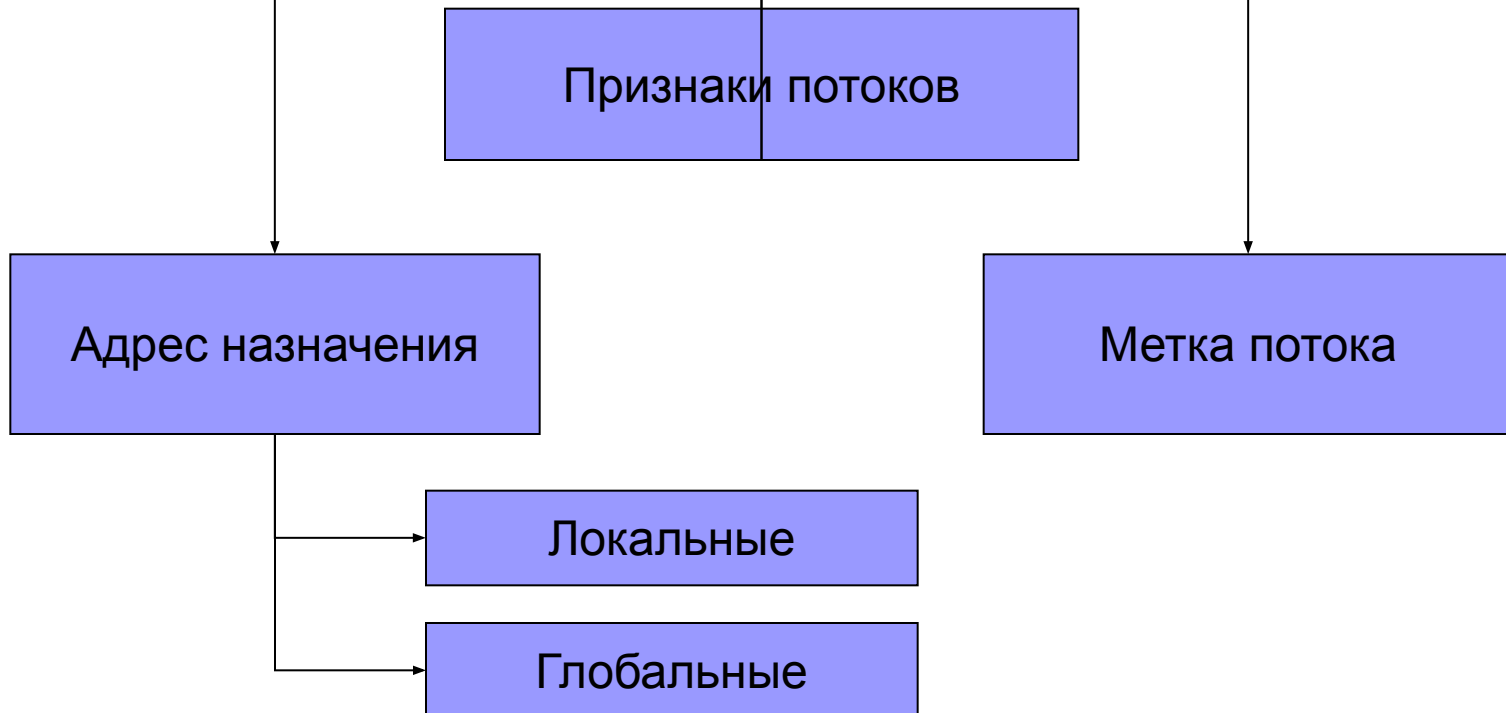 Признаки потоков
Адрес назначения
Метка потока
Локальные
Глобальные